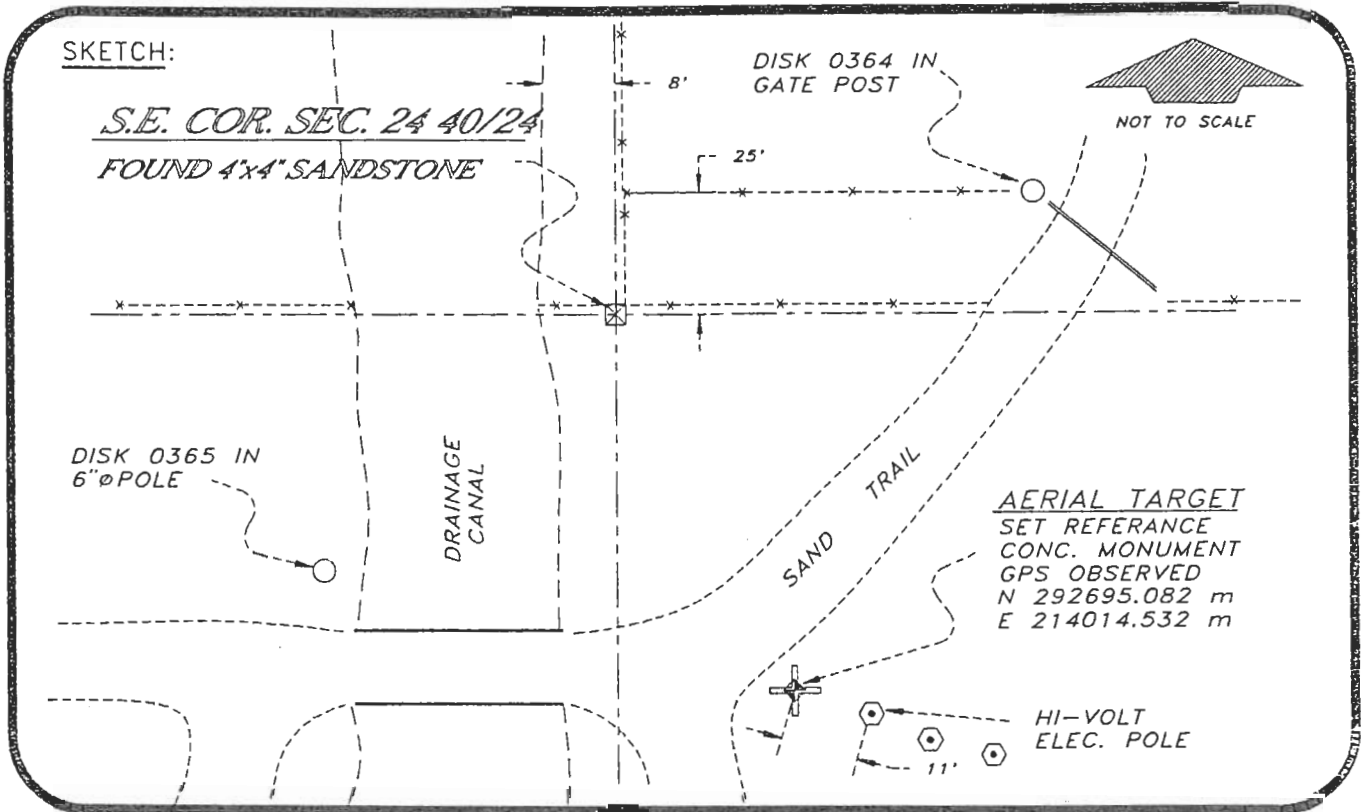 SKETCH:
S.E. COR. SEC. 24 40/24
FOUND 4"x4" SANDSTONE
8'
DISK 0364 IN
GATE POST
NOT TO SCALE
25'
DISK 0365 IN
6"ø POLE
DRAINAGE
CANAL
SAND TRAIL
AERIAL TARGET
SET REFERANCE
CONC. MONUMENT
GPS OBSERVED
N 292695.082 m
E 214014.532 m
HI-VOLT
ELEC. POLE
11'